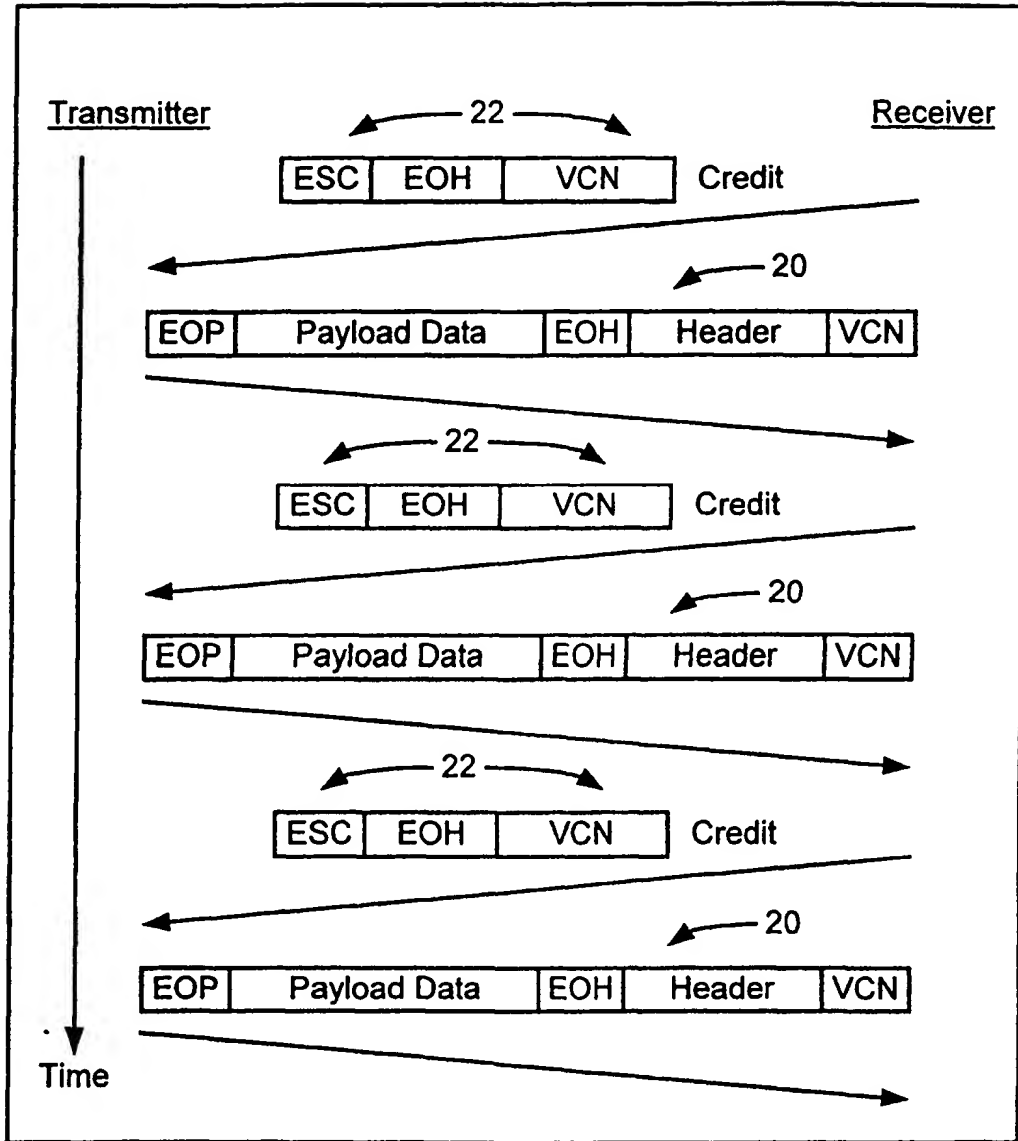 Transmitter
22
Receiver
ESC EOH VCN Credit
20
EOP Payload Data EOH Header VCN
22
ESC EOH VCN Credit
20
EOP Payload Data EOH Header VCN
22
ESC EOH VCN Credit
20
EOP Payload Data EOH Header VCN
Time